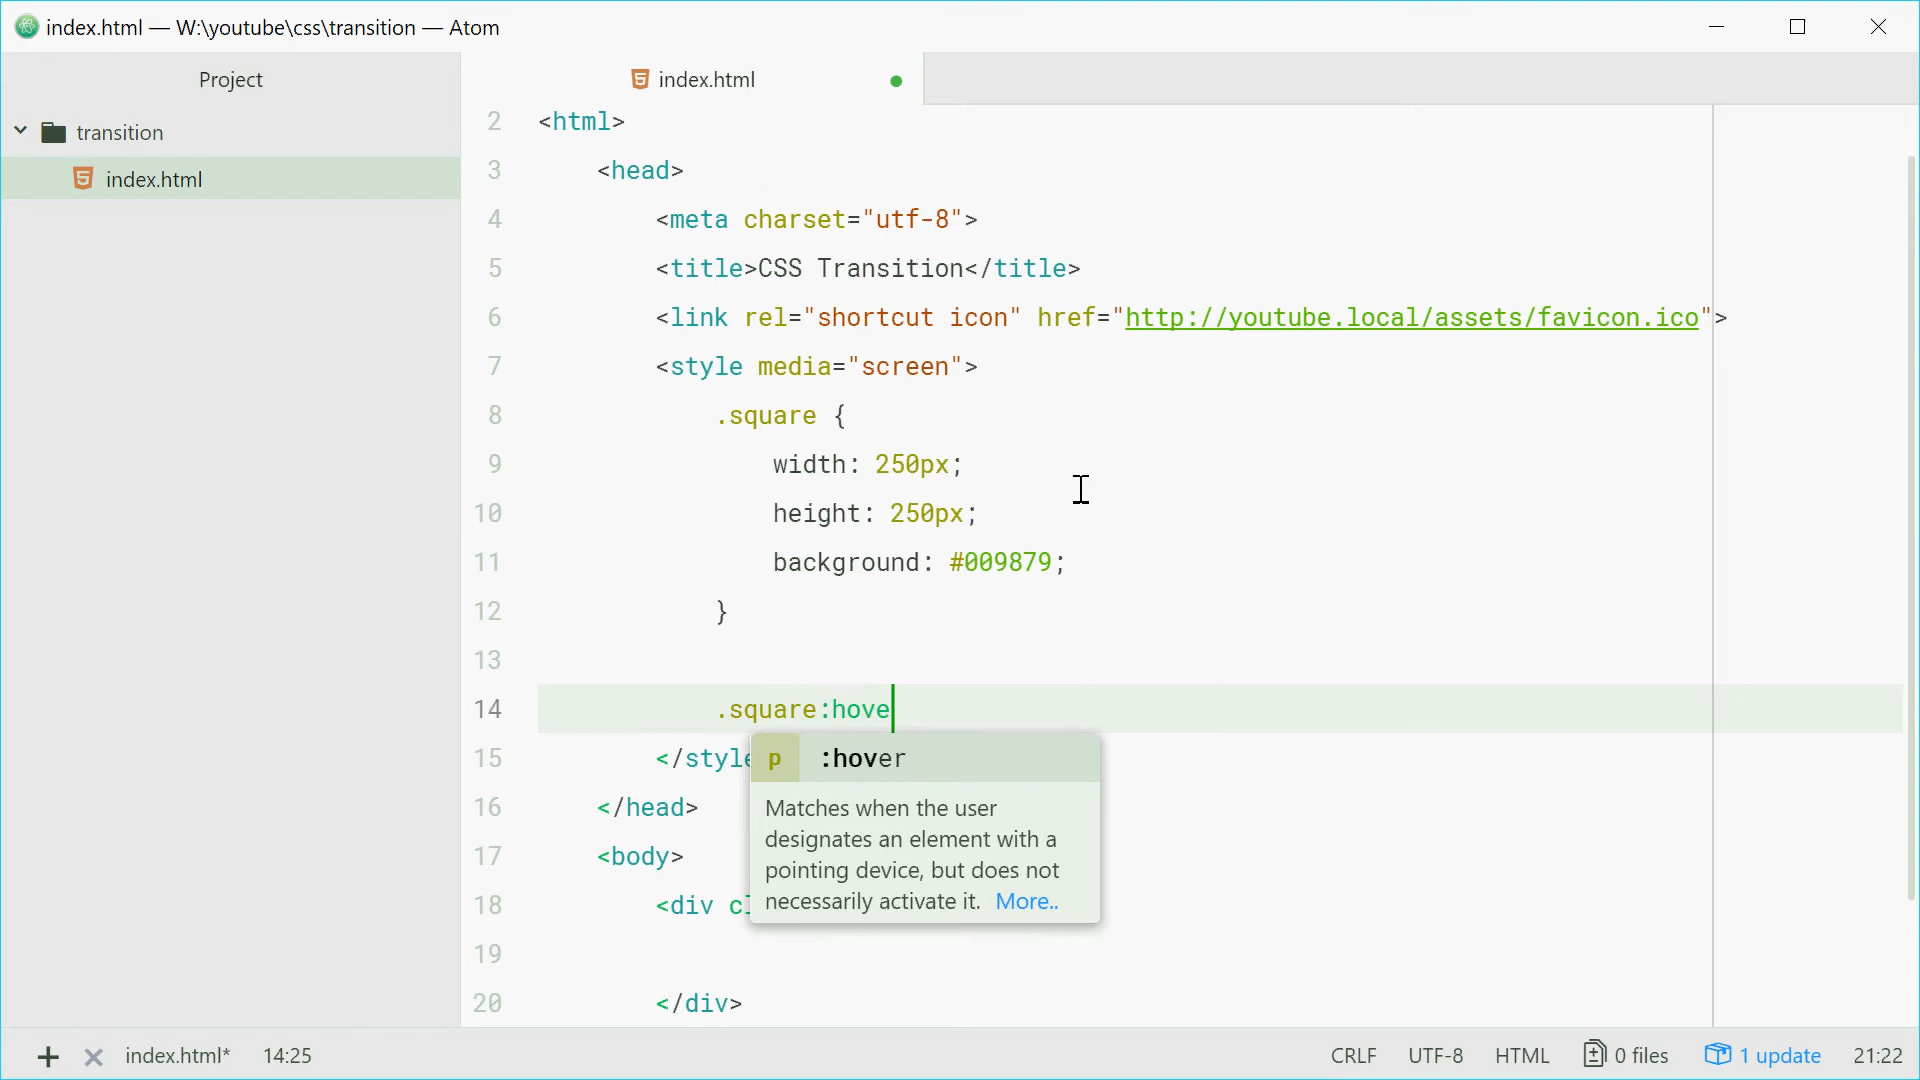 index.html — W:\youtube\css\transition — Atom
Project
index.html
transition
index.html
2 <html>
3 <head>
4 <meta charset="utf-8">
5 <title>CSS Transition</title>
6 <link rel="shortcut icon" href="http://youtube.local/assets/favicon.ico">
7 <style media="screen">
8 .square {
9 width: 250px;
10 height: 250px;
11 background: #009879;
12 }
13
14 .square:hove
15 </style
p :hover
Matches when the user
designates an element with a
pointing device, but does not
necessarily activate it. More..
16 </head>
17 <body>
18 <div cl
19
20 </div>
index.html* 14:25 CRLF UTF-8 HTML 0 files 1 update 21:22